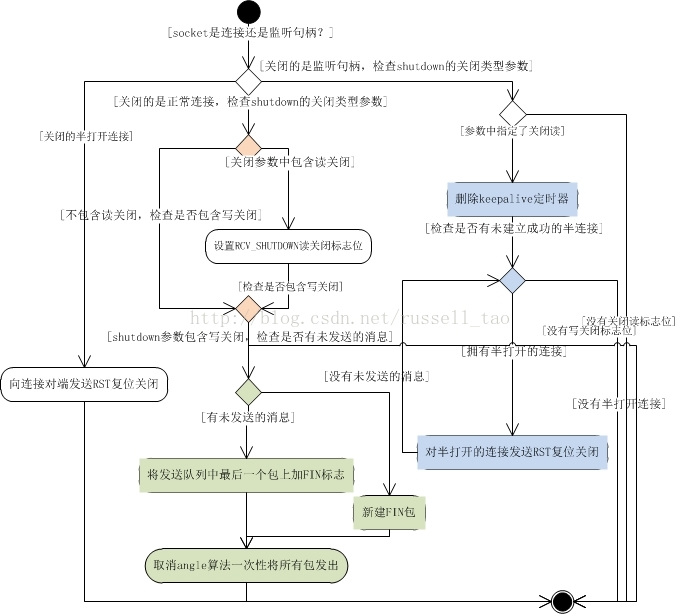 [socket是连接还是监听句柄？]
[关闭的是监听句柄，检查shutdown的关闭类型参数]
[关闭的是正常连接，检查shutdown的关闭类型参数]
[参数中指定了关闭读]
[关闭的半打开连接]
[关闭参数中包含读关闭]
删除keepalive定时器
[不包含读关闭，检查是否包含写关闭]
[检查是否有未建立成功的半连接]
设置RCV_SHUTDOWN读关闭标志位
[检查是否包含写关闭]
http://blog.csdn.net/russell_tao
[没有关闭读标志位]
[没有写关闭标志位]
[shutdown参数包含写关闭，检查是否有未发送的消息]
[拥有半打开的连接]
[没有未发送的消息]
向连接对端发送RST复位关闭
[没有半打开连接]
[有未发送的消息]
对半打开的连接发送RST复位关闭
将发送队列中最后一个包上加FIN标志
新建FIN包
取消angle算法一次性将所有包发出